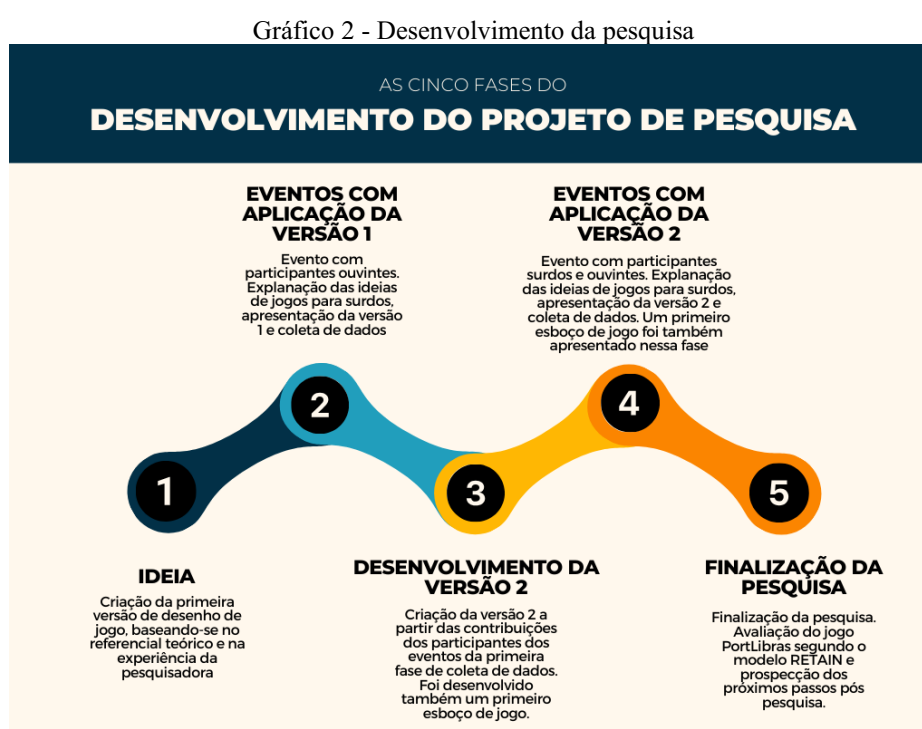 Gráfico 2 - Desenvolvimento da pesquisa
AS CINCO FASES DO
DESENVOLVIMENTO DO PROJETO DE PESQUISA
EVENTOS COM
APLICAÇÃO DA
VERSÃO 1
Evento com
participantes ouvintes.
Explanação das ideias
de jogos para surdos,
apresentação da versão
1 e coleta de dados
EVENTOS COM
APLICAÇÃO DA
VERSÃO 2
Evento com participantes
surdos e ouvintes. Explanação
das ideias de jogos para surdos,
apresentação da versão 2 e
coleta de dados. Um primeiro
esboço de jogo foi também
apresentado nessa fase
1
2
3
4
5
IDEIA
Criação da primeira
versão de desenho de
jogo, baseando-se no
referencial teórico e na
experiência da
pesquisadora
DESENVOLVIMENTO DA
VERSÃO 2
Criação da versão 2 a
partir das contribuições
dos participantes dos
eventos da primeira
fase de coleta de dados.
Foi desenvolvido
também um primeiro
esboço de jogo.
FINALIZAÇÃO DA
PESQUISA
Finalização da pesquisa.
Avaliação do jogo
PortLibras segundo o
modelo RETAIN e
prospecção dos
próximos passos pós
pesquisa.